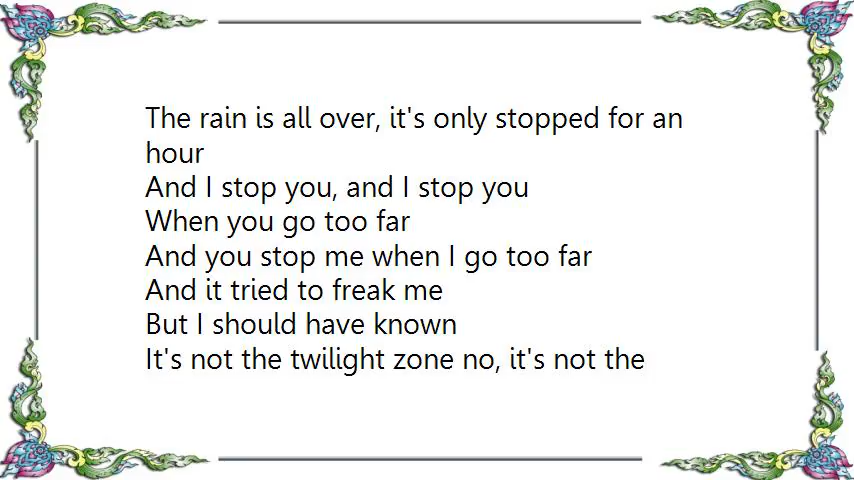 The rain is all over, it's only stopped for an
hour
And I stop you, and I stop you
When you go too far
And you stop me when I go too far
And it tried to freak me
But I should have known
It's not the twilight zone no, it's not the